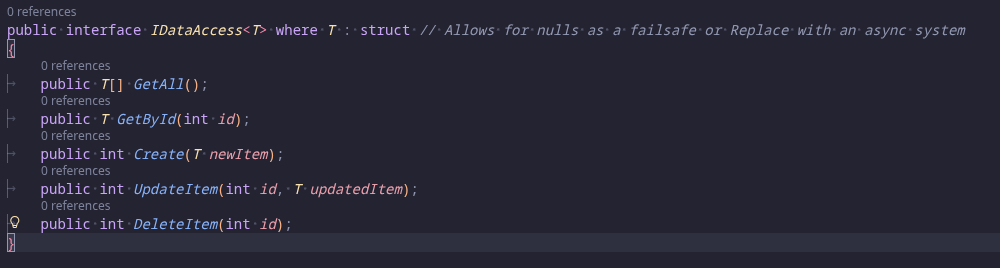 0 references
public interface IDataAccess<T> where T : struct // Allows for nulls as a failsafe or Replace with an async system
{
0 references
public T[] GetAll();
0 references
public T GetById(int id);
0 references
public int Create(T newItem);
0 references
public int UpdateItem(int id, T updatedItem);
0 references
public int DeleteItem(int id);
}